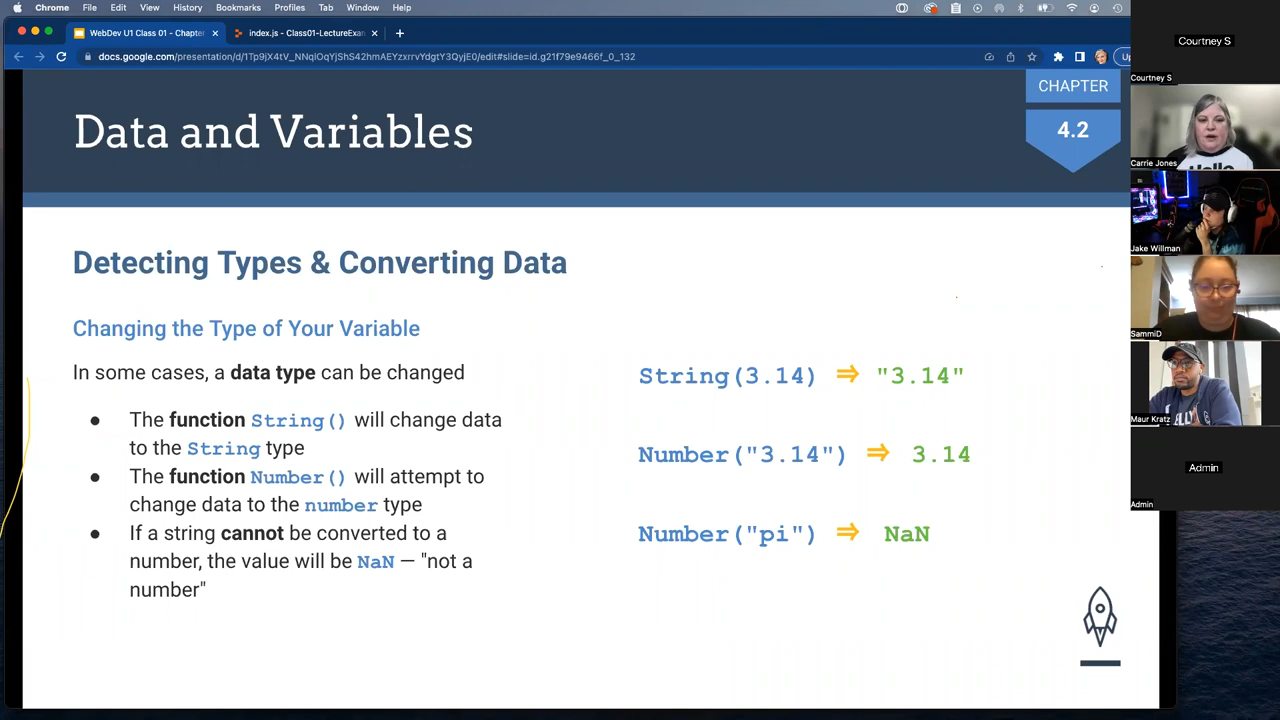 Chrome File Edit View History Bookmarks Profiles Tab Window Help
WebDev U1 Class 01 - Chapter
index.js - Class01-LectureExan
docs.google.com/presentation/d/1Tp9jX4tV_NNqlOqYjShS42hmAEYzxrrvYdgtY3QyjE0/edit#slide=id.g21f79e9466f_0_132
Up
Data and Variables
CHAPTER
4.2
Detecting Types & Converting Data
Changing the Type of Your Variable
In some cases, a data type can be changed
● The function String() will change data
to the String type
● The function Number() will attempt to
change data to the number type
● If a string cannot be converted to a
number, the value will be NaN — "not a
number"
String(3.14) ⇒ "3.14"
Number("3.14") ⇒ 3.14
Number("pi") ⇒ NaN
Courtney S
Courtney S
Hello
Carrie Jones
Jake Willman
SammiD
Maur Kratz
Admin
Admin